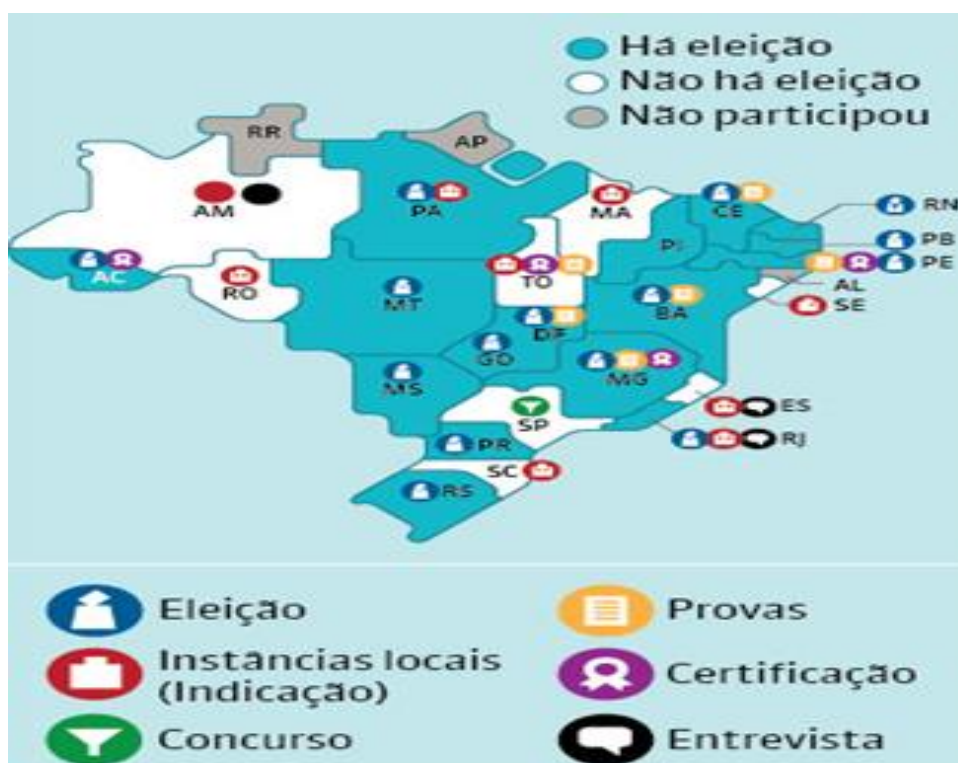 Há eleição
Não há eleição
Não participou
RR
AP
AM
PA
MA
CE
RN
PB
PE
PI
AC
RO
MT
TO
AL
SE
BA
DF
GO
MG
MS
ES
SP
RJ
PR
SC
RS
Eleição
Provas
Instâncias locais
(Indicação)
Certificação
Concurso
Entrevista